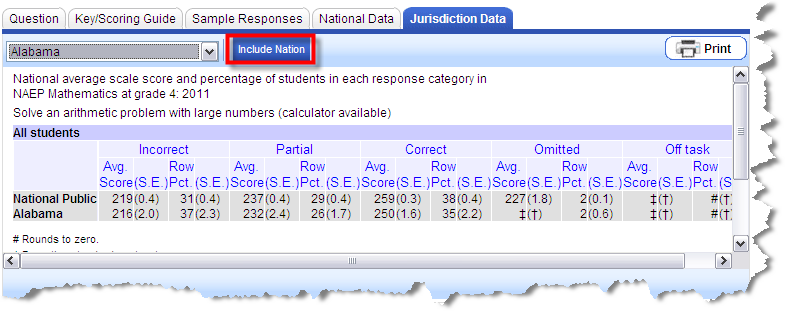 Question Key/Scoring Guide Sample Responses National Data Jurisdiction Data
Alabama Include Nation Print
National average scale score and percentage of students in each response category in
NAEP Mathematics at grade 4: 2011
Solve an arithmetic problem with large numbers (calculator available)
All students
Incorrect Partial Correct Omitted Off task
Avg. Row Avg. Row Avg. Row Avg. Row Avg. Row
Score(S.E.) Pct. (S.E.) Score(S.E.) Pct. (S.E.) Score(S.E.) Pct. (S.E.) Score(S.E.) Pct. (S.E.) Score(S.E.) Pct. (S
National Public 219(0.4) 31(0.4) 237(0.4) 29(0.4) 259(0.3) 38(0.4) 227(1.8) 2(0.1) ‡(†) #(†
Alabama 216(2.0) 37(2.3) 232(2.4) 26(1.7) 250(1.6) 35(2.2) ‡(†) 2(0.6) ‡(†) #(†
# Rounds to zero.